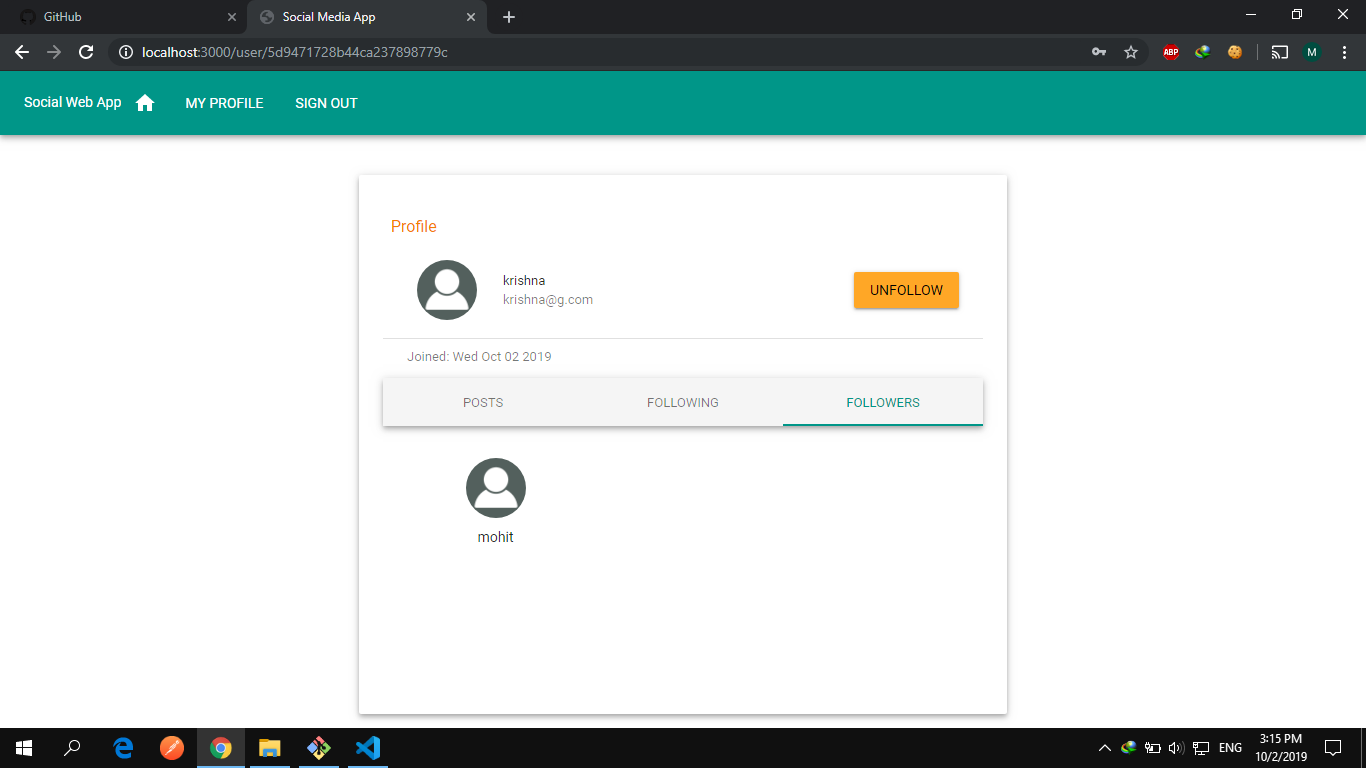 GitHub
Social Media App
localhost:3000/user/5d9471728b44ca237898779c
ABP
M
Social Web App
MY PROFILE
SIGN OUT
Profile
krishna
krishna@g.com
UNFOLLOW
Joined: Wed Oct 02 2019
POSTS
FOLLOWING
FOLLOWERS
mohit
ENG
3:15 PM
10/2/2019